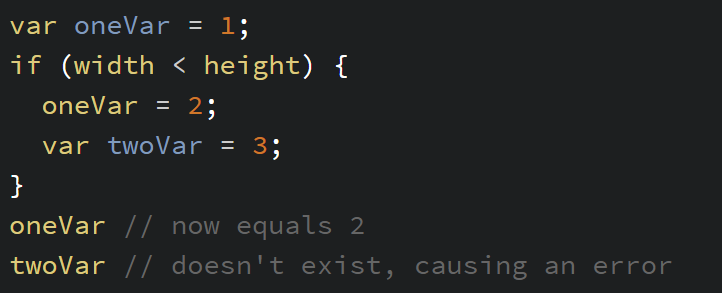 var oneVar = 1;
if (width < height) {
  oneVar = 2;
  var twoVar = 3;
}
oneVar // now equals 2
twoVar // doesn't exist, causing an error